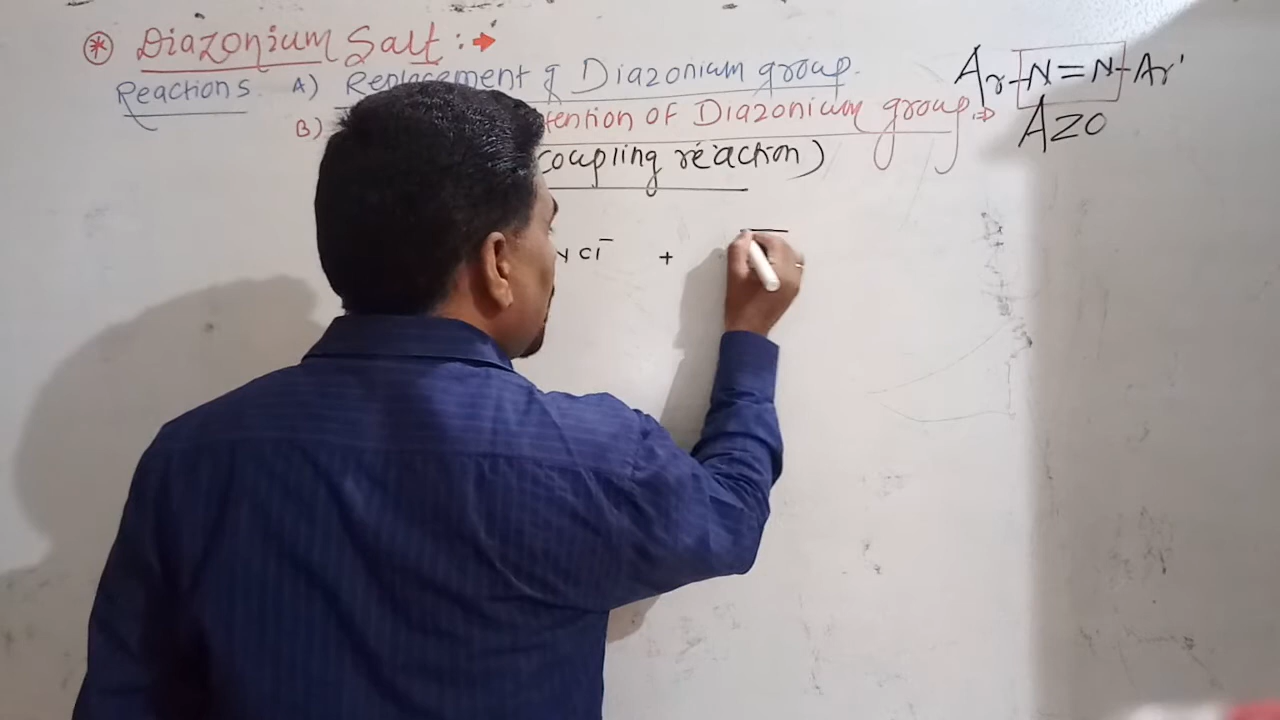 * Diazonium Salt :→
Reactions A) Replacement of Diazonium group.
B) tention of Diazonium group.⇒
(coupling reaction)
Ar-N=N-Ar'
Azo
Cl⁻ +